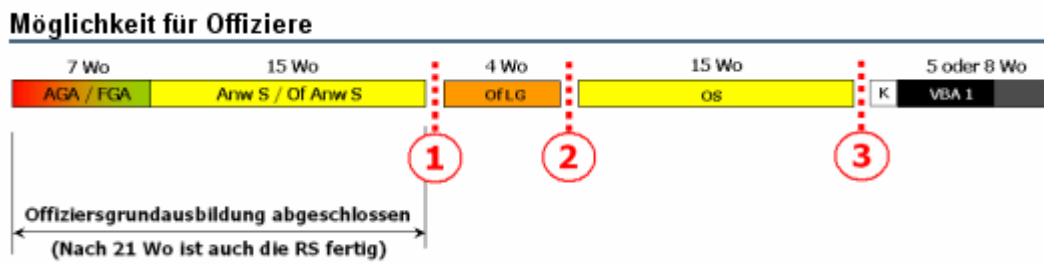 Möglichkeit für Offiziere
7 Wo 15 Wo 4 Wo 15 Wo 5 oder 8 Wo
AGA / FGA Anw S / Of Anw S Of LG OS K VBA 1
1 2 3
Offiziersgrundausbildung abgeschlossen
(Nach 21 Wo ist auch die RS fertig)